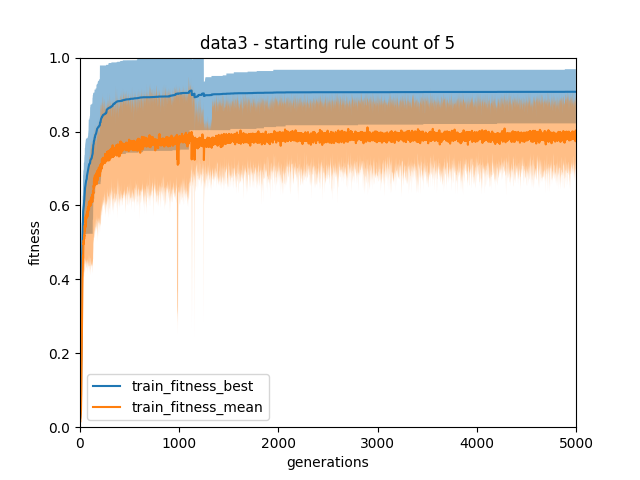 data3 - starting rule count of 5
1.0
0.8
0.6
0.4
0.2
0.0
fitness
train_fitness_best
train_fitness_mean
0 1000 2000 3000 4000 5000
generations